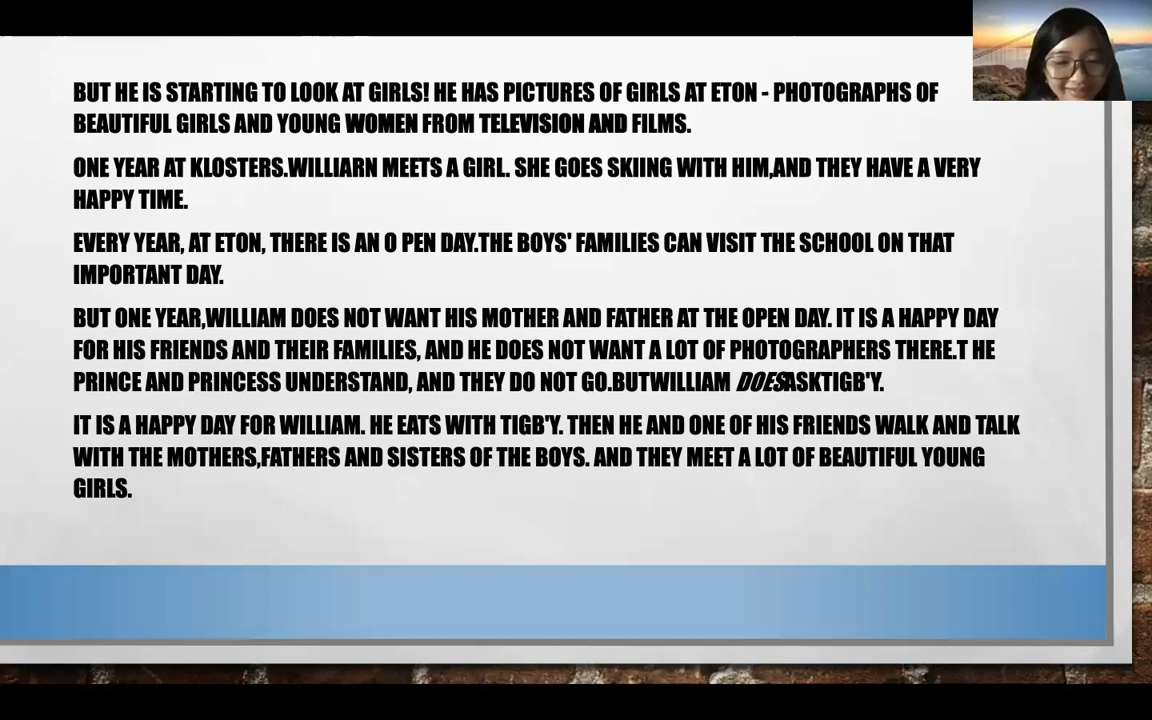 BUT HE IS STARTING TO LOOK AT GIRLS! HE HAS PICTURES OF GIRLS AT ETON - PHOTOGRAPHS OF
BEAUTIFUL GIRLS AND YOUNG WOMEN FROM TELEVISION AND FILMS.
ONE YEAR AT KLOSTERS.WILLIARN MEETS A GIRL. SHE GOES SKIING WITH HIM,AND THEY HAVE A VERY
HAPPY TIME.
EVERY YEAR, AT ETON, THERE IS AN O PEN DAY.THE BOYS' FAMILIES CAN VISIT THE SCHOOL ON THAT
IMPORTANT DAY.
BUT ONE YEAR,WILLIAM DOES NOT WANT HIS MOTHER AND FATHER AT THE OPEN DAY. IT IS A HAPPY DAY
FOR HIS FRIENDS AND THEIR FAMILIES, AND HE DOES NOT WANT A LOT OF PHOTOGRAPHERS THERE.T HE
PRINCE AND PRINCESS UNDERSTAND, AND THEY DO NOT GO.BUTWILLIAM DOESASKTIGB'Y.
IT IS A HAPPY DAY FOR WILLIAM. HE EATS WITH TIGB'Y. THEN HE AND ONE OF HIS FRIENDS WALK AND TALK
WITH THE MOTHERS,FATHERS AND SISTERS OF THE BOYS. AND THEY MEET A LOT OF BEAUTIFUL YOUNG
GIRLS.